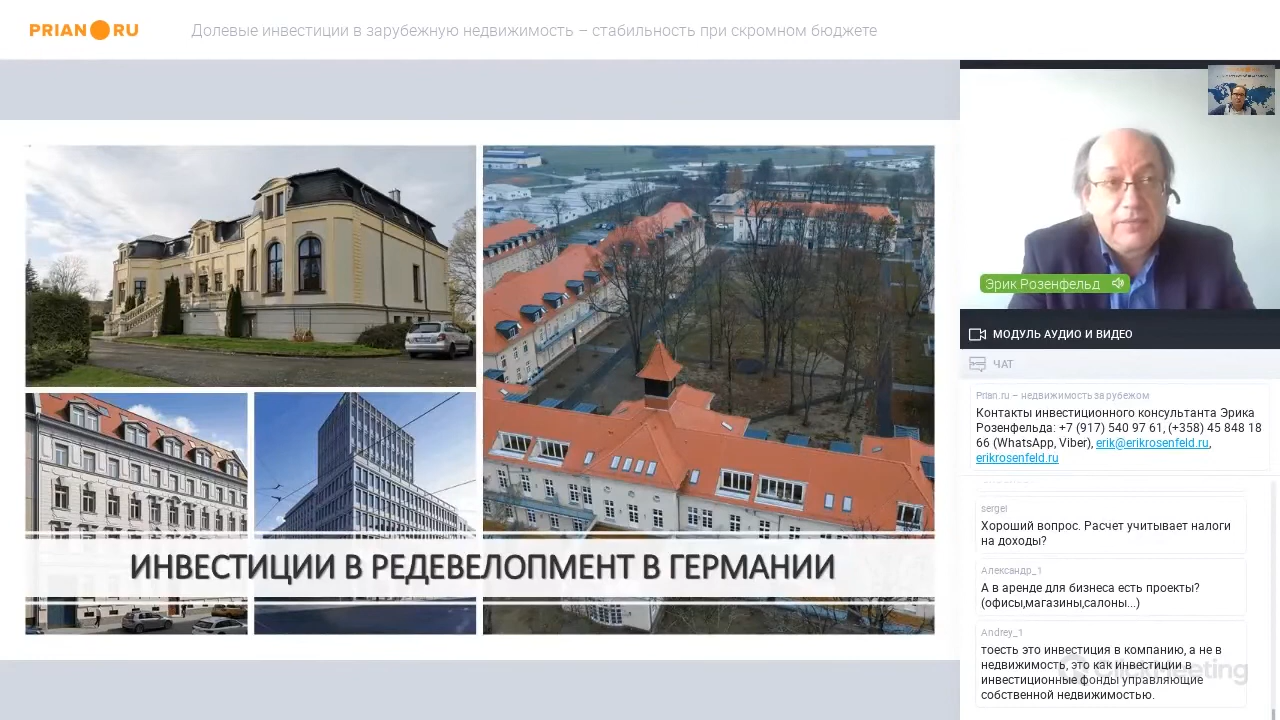 PRIAN RU
Долевые инвестиции в зарубежную недвижимость – стабильность при скромном бюджете
ИНВЕСТИЦИИ В РЕДЕВЕЛОПМЕНТ В ГЕРМАНИИ
Эрик Розенфельд
МОДУЛЬ АУДИО И ВИДЕО
ЧАТ
Prian.ru – недвижимость за рубежом
Контакты инвестиционного консультанта Эрика
Розенфельда: +7 (917) 540 97 61, (+358) 45 848 18
66 (WhatsApp, Viber), erik@erikrosenfeld.ru,
erikrosenfeld.ru
sergei
Хороший вопрос. Расчет учитывает налоги
на доходы?
Александр_1
А в аренде для бизнеса есть проекты?
(офисы,магазины,салоны...)
Andrey_1
тоесть это инвестиция в компанию, а не в
недвижимость, это как инвестиции в
инвестиционные фонды управляющие
собственной недвижимостью.
ClickMeeting